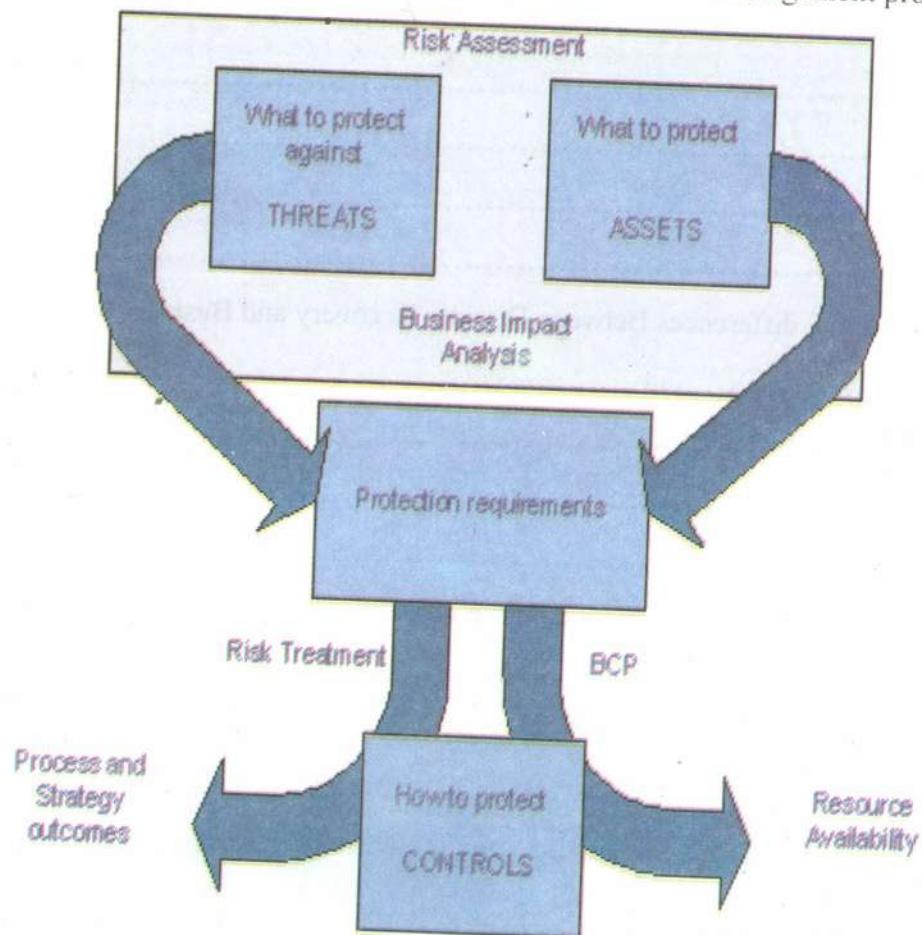 Risk Assessment
What to protect
against
THREATS
What to protect
ASSETS
Business Impact
Analysis
Protection requirements
Risk Treatment
BCP
Process and
Strategy
outcomes
How to protect
CONTROLS
Resource
Availability